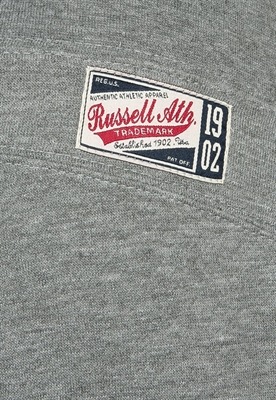 REG.U.S.
AUTHENTIC ATHLETIC APPAREL
Russell Ath.
TRADEMARK
Established 1902
PAT OFF.
19
02